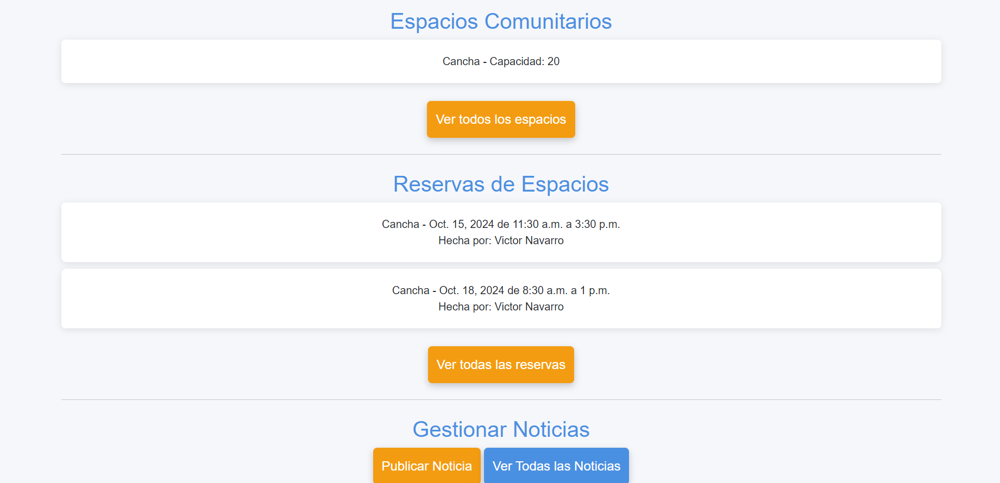 Espacios Comunitarios
Cancha - Capacidad: 20
Ver todos los espacios
Reservas de Espacios
Cancha - Oct. 15, 2024 de 11:30 a.m. a 3:30 p.m.
Hecha por: Victor Navarro
Cancha - Oct. 18, 2024 de 8:30 a.m. a 1 p.m.
Hecha por: Victor Navarro
Ver todas las reservas
Gestionar Noticias
Publicar Noticia
Ver Todas las Noticias